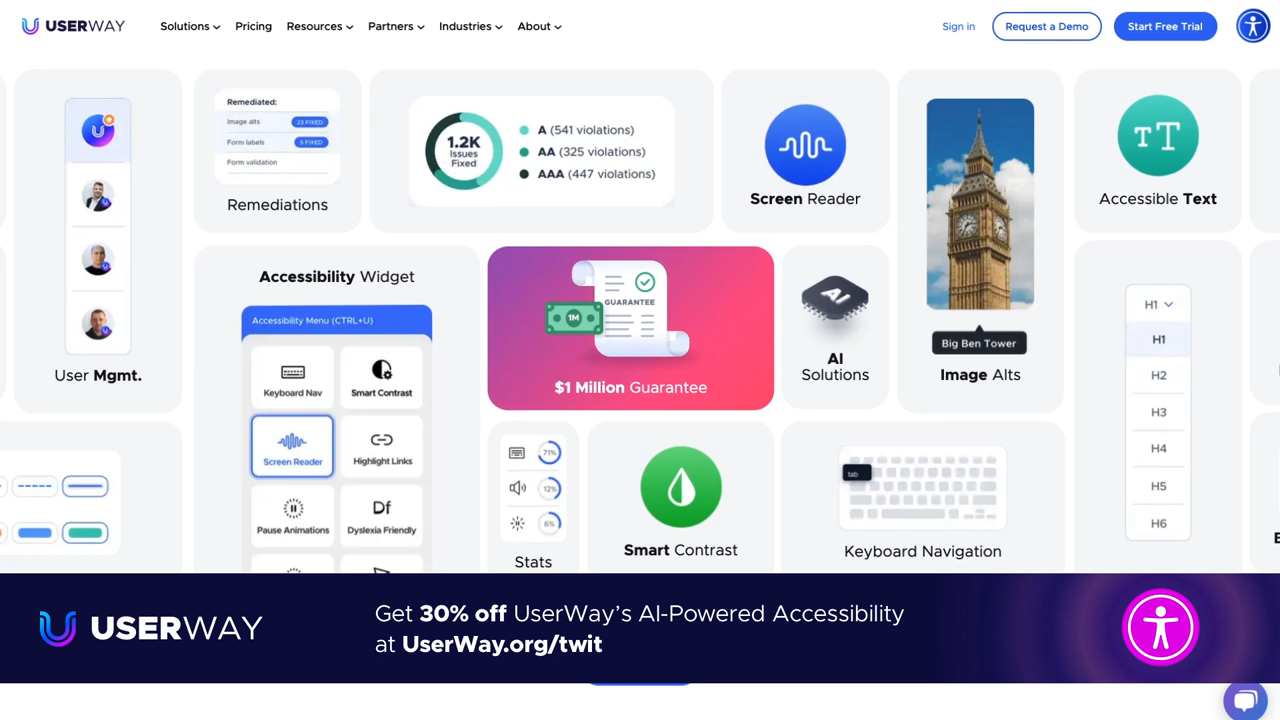 USERWAY
Solutions
Pricing
Resources
Partners
Industries
About
Sign in
Request a Demo
Start Free Trial
User Mgmt.
Remediated:
Image alts 23 FIXED
Form labels 5 FIXED
Form validation
Remediations
1.2K
Issues
Fixed
A (541 violations)
AA (325 violations)
AAA (447 violations)
Screen Reader
Big Ben Tower
Image Alts
TT
Accessible Text
Accessibility Widget
Accessibility Menu (CTRL+U)
Keyboard Nav
Smart Contrast
Screen Reader
Highlight Links
Pause Animations
Df
Dyslexia Friendly
GUARANTEE
1M
$1 Million Guarantee
AI
AI
Solutions
71%
12%
6%
Stats
Smart Contrast
tab
Keyboard Navigation
H1
H1
H2
H3
H4
H5
H6
USERWAY
Get 30% off UserWay’s AI-Powered Accessibility
at UserWay.org/twit